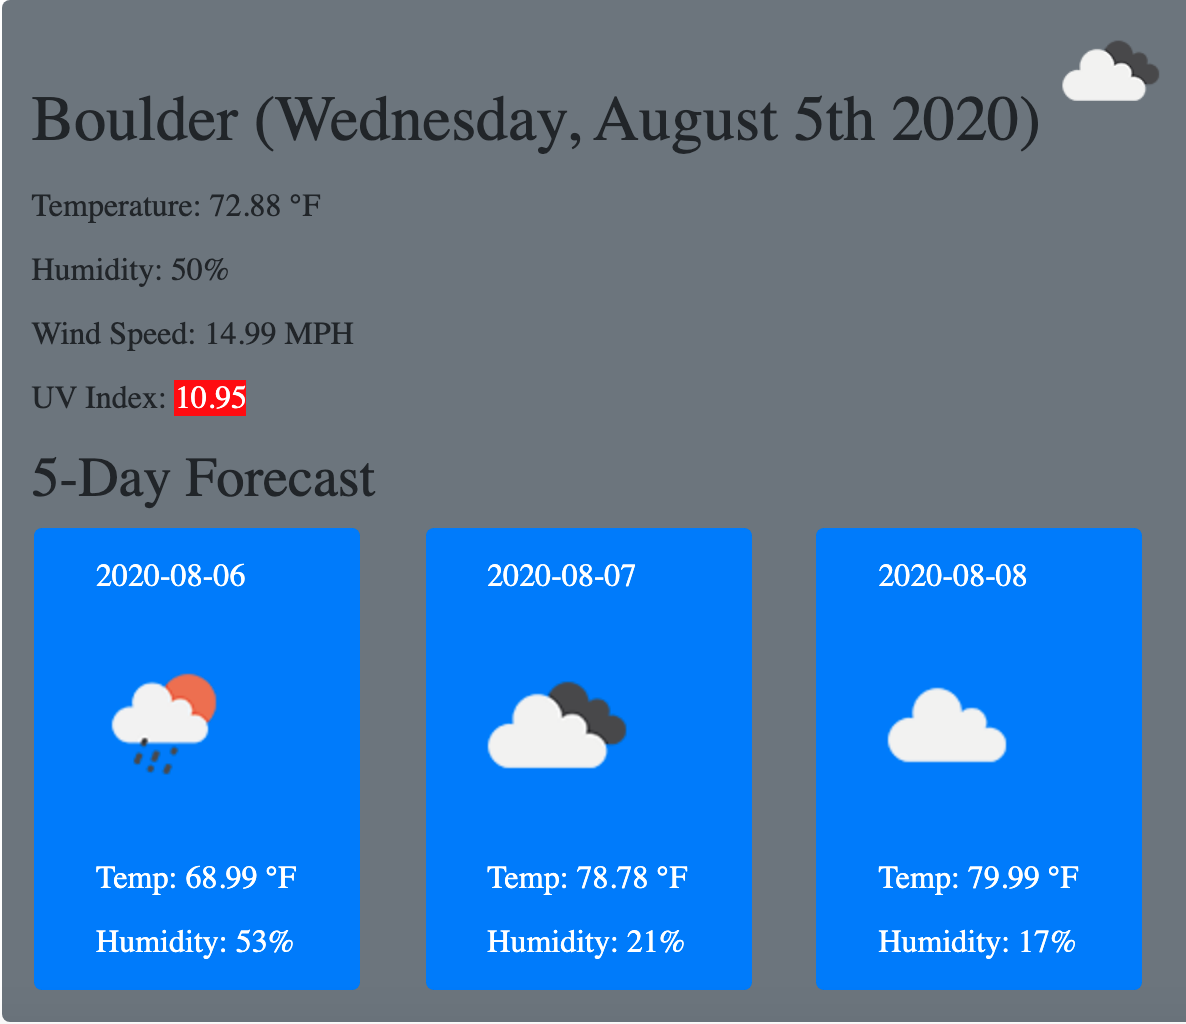 Boulder (Wednesday, August 5th 2020)
Temperature: 72.88 °F
Humidity: 50%
Wind Speed: 14.99 MPH
UV Index: 10.95
5-Day Forecast
2020-08-06
Temp: 68.99 °F
Humidity: 53%
2020-08-07
Temp: 78.78 °F
Humidity: 21%
2020-08-08
Temp: 79.99 °F
Humidity: 17%